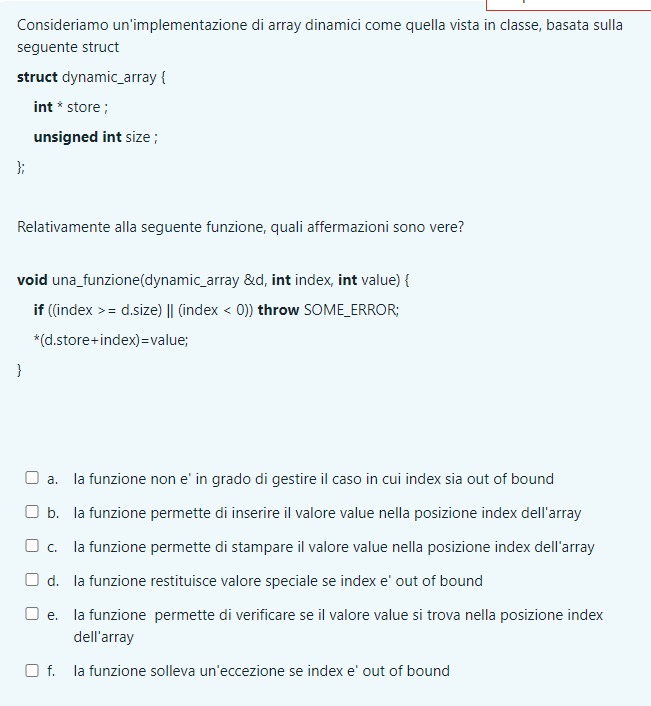 Consideriamo un'implementazione di array dinamici come quella vista in classe, basata sulla
seguente struct
struct dynamic_array {
int * store ;
unsigned int size ;
};
Relativamente alla seguente funzione, quali affermazioni sono vere?
void una_funzione(dynamic_array &d, int index, int value) {
if ((index >= d.size) || (index < 0)) throw SOME_ERROR;
*(d.store+index)=value;
}
a. la funzione non e' in grado di gestire il caso in cui index sia out of bound
b. la funzione permette di inserire il valore value nella posizione index dell'array
c. la funzione permette di stampare il valore value nella posizione index dell'array
d. la funzione restituisce valore speciale se index e' out of bound
e. la funzione permette di verificare se il valore value si trova nella posizione index
dell'array
f. la funzione solleva un'eccezione se index e' out of bound